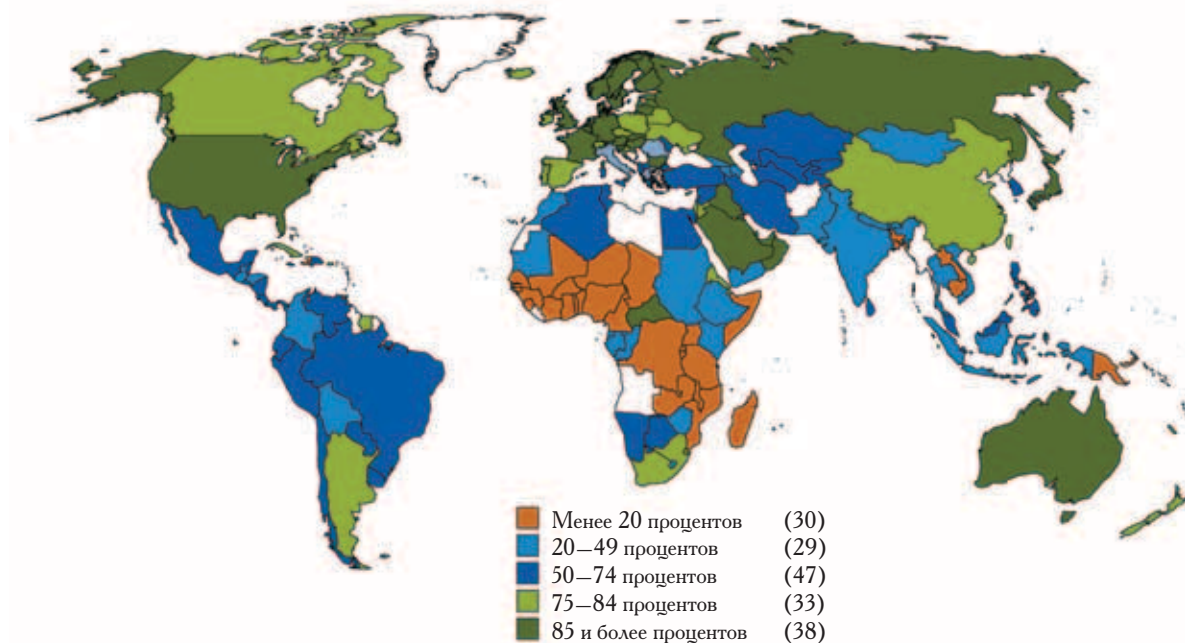 Менее 20 процентов (30)
20—49 процентов (29)
50—74 процентов (47)
75—84 процентов (33)
85 и более процентов (38)